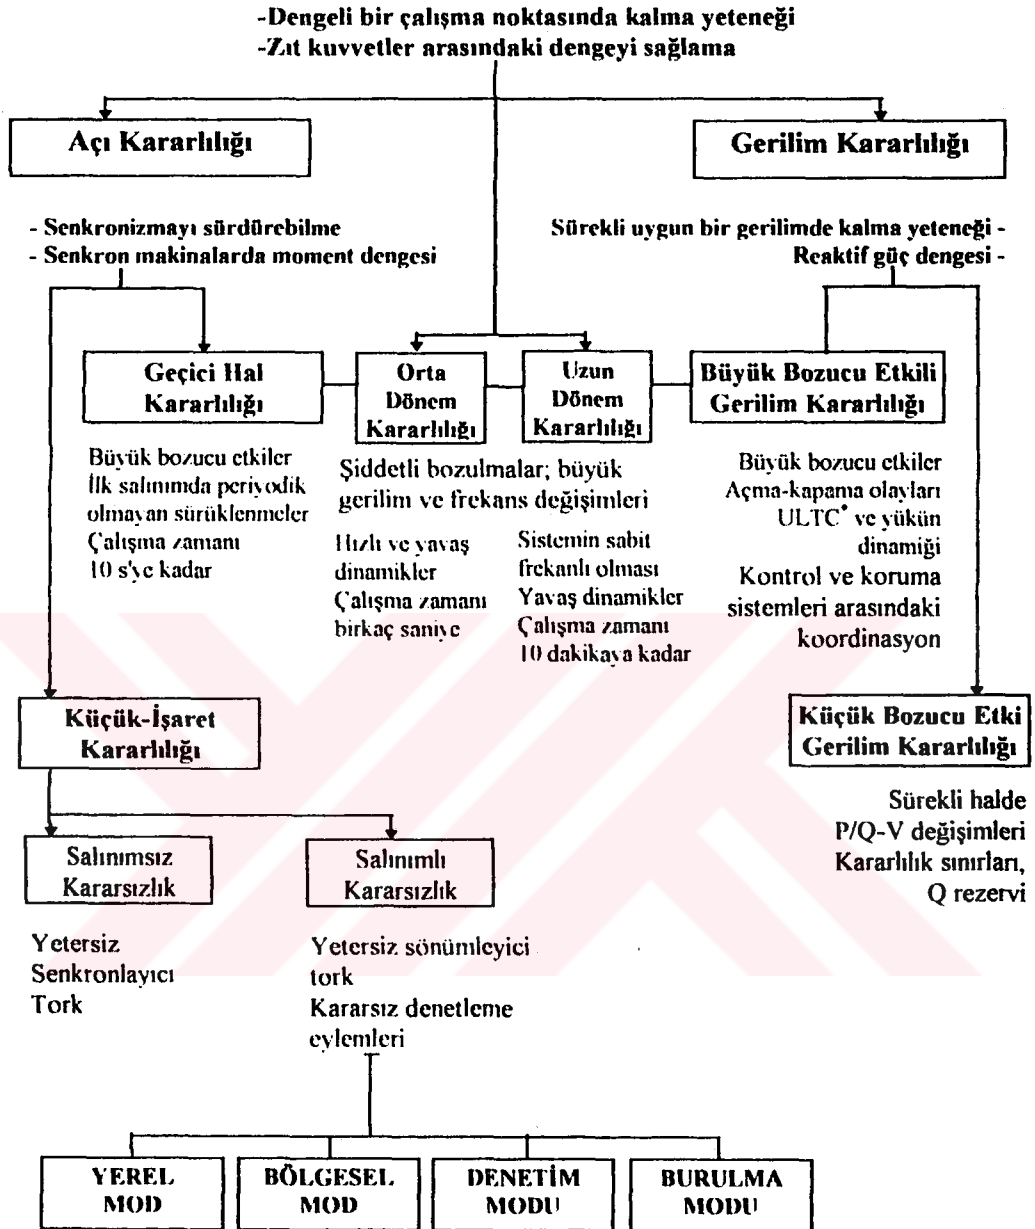 -Dengeli bir çalışma noktasında kalma yeteneği
-Zıt kuvvetler arasındaki dengeyi sağlama
Açı Kararlılığı
Gerilim Kararlılığı
- Senkronizmayı sürdürebilme
- Senkron makinalarda moment dengesi
Sürekli uygun bir gerilimde kalma yeteneği -
Reaktif güç dengesi -
Geçici Hal
Kararlılığı
Orta
Dönem
Kararlılığı
Uzun
Dönem
Kararlılığı
Büyük Bozucu Etkili
Gerilim Kararlılığı
Büyük bozucu etkiler
İlk salınımda periyodik
olmayan sürüklenmeler
Çalışma zamanı
10 s'ye kadar
Şiddetli bozulmalar; büyük
gerilim ve frekans değişimleri
Hızlı ve yavaş
dinamikler
Çalışma zamanı
birkaç saniye
Sistemin sabit
frekanlı olması
Yavaş dinamikler
Çalışma zamanı
10 dakikaya kadar
Büyük bozucu etkiler
Açma-kapama olayları
ULTC* ve yükün
dinamiği
Kontrol ve koruma
sistemleri arasındaki
koordinasyon
Küçük-İşaret
Kararlılığı
Küçük Bozucu Etki
Gerilim Kararlılığı
Sürekli halde
P/Q-V değişimleri
Kararlılık sınırları,
Q rezervi
Salınımsız
Kararsızlık
Salınımlı
Kararsızlık
Yetersiz
Senkronlayıcı
Tork
Yetersiz sönümleyici
tork
Kararsız denetleme
eylemleri
YEREL
MOD
BÖLGESEL
MOD
DENETİM
MODU
BURULMA
MODU